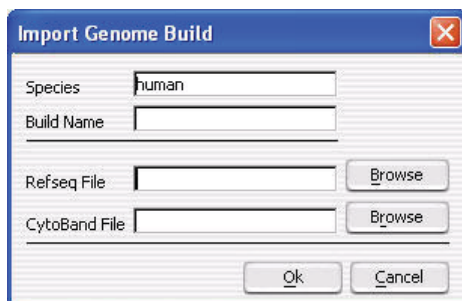 Import Genome Build
Species human
Build Name
Refseq File Browse
CytoBand File Browse
Ok Cancel